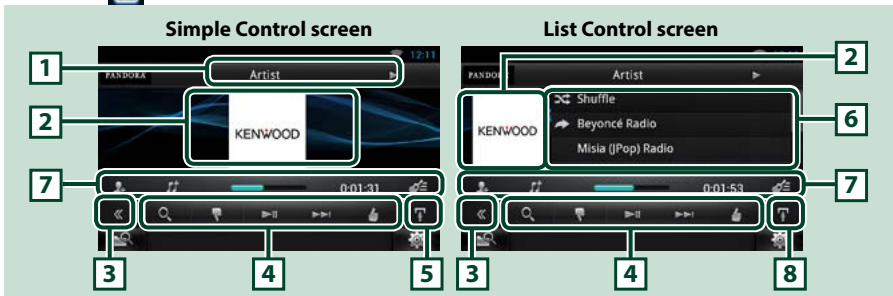 Simple Control screen
List Control screen
12:11
1
PANDORA
Artist
2
KENWOOD
7
0:01:31
3
4
5
2
PANDORA
Artist
Shuffle
KENWOOD
Beyoncé Radio
6
Misia (JPop) Radio
0:01:53
7
3
4
8